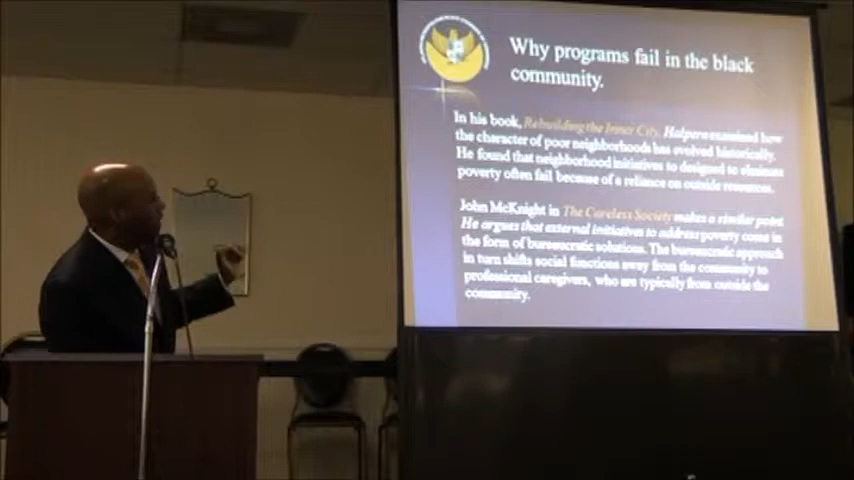 Why programs fail in the black
community.
In his book, Rebuilding the Inner City, Halpern examined how
the character of poor neighborhoods has evolved historically.
He found that neighborhood initiatives to designed to eliminate
poverty often fail because of a reliance on outside resources.
John McKnight in The Careless Society makes a similar point
He argues that external initiatives to address poverty come in
the form of bureaucratic solutions. The bureaucratic approach
in turn shifts social functions away from the community to
professional caregivers, who are typically from outside the
community.